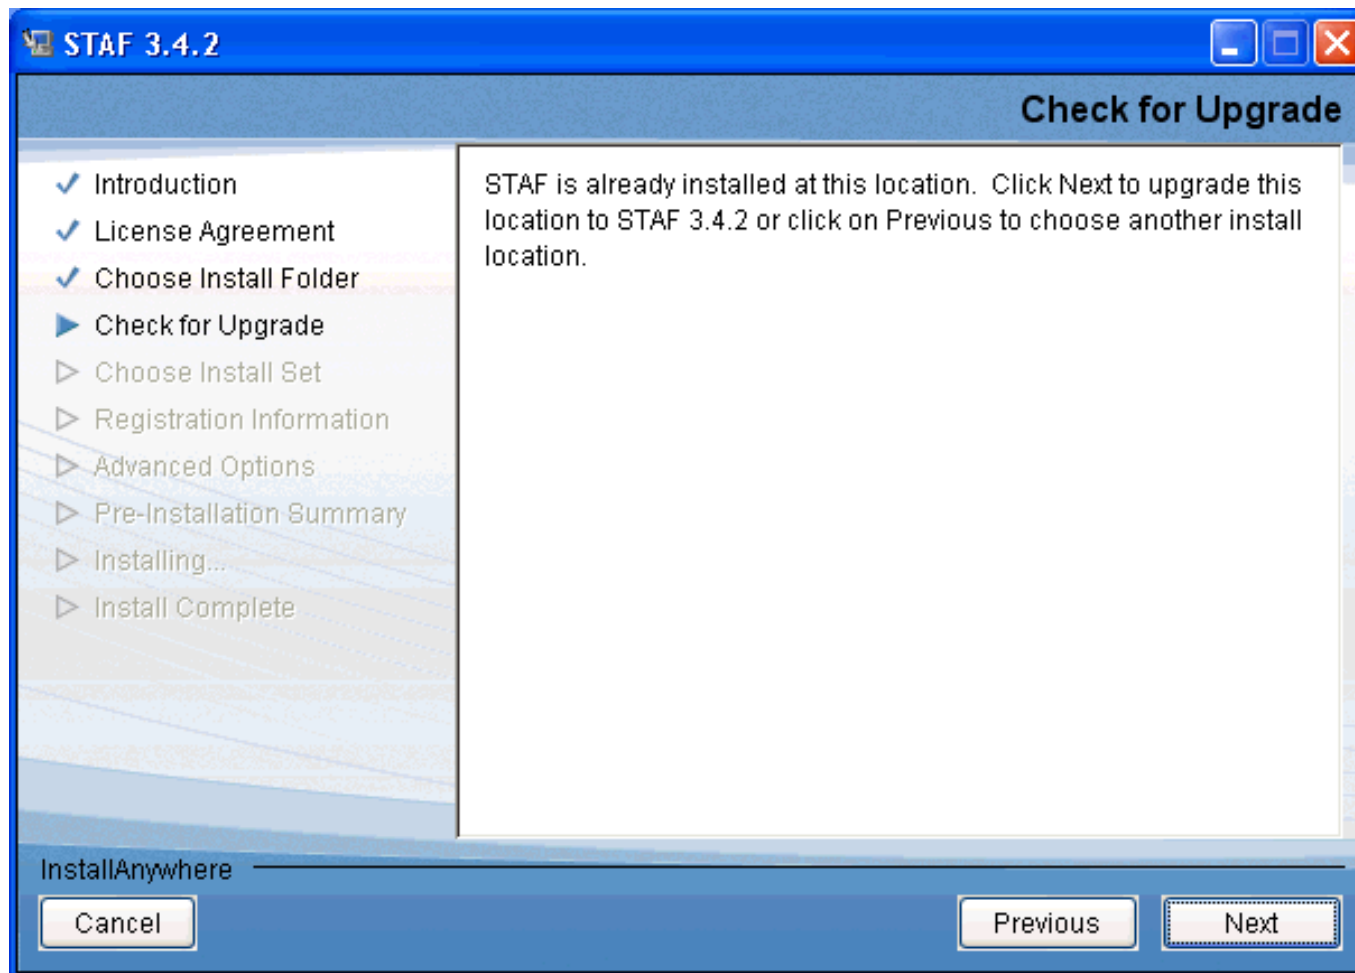 STAF 3.4.2
Check for Upgrade
Introduction
License Agreement
Choose Install Folder
Check for Upgrade
Choose Install Set
Registration Information
Advanced Options
Pre-Installation Summary
Installing...
Install Complete
STAF is already installed at this location.  Click Next to upgrade this
location to STAF 3.4.2 or click on Previous to choose another install
location.
InstallAnywhere
Cancel
Previous
Next